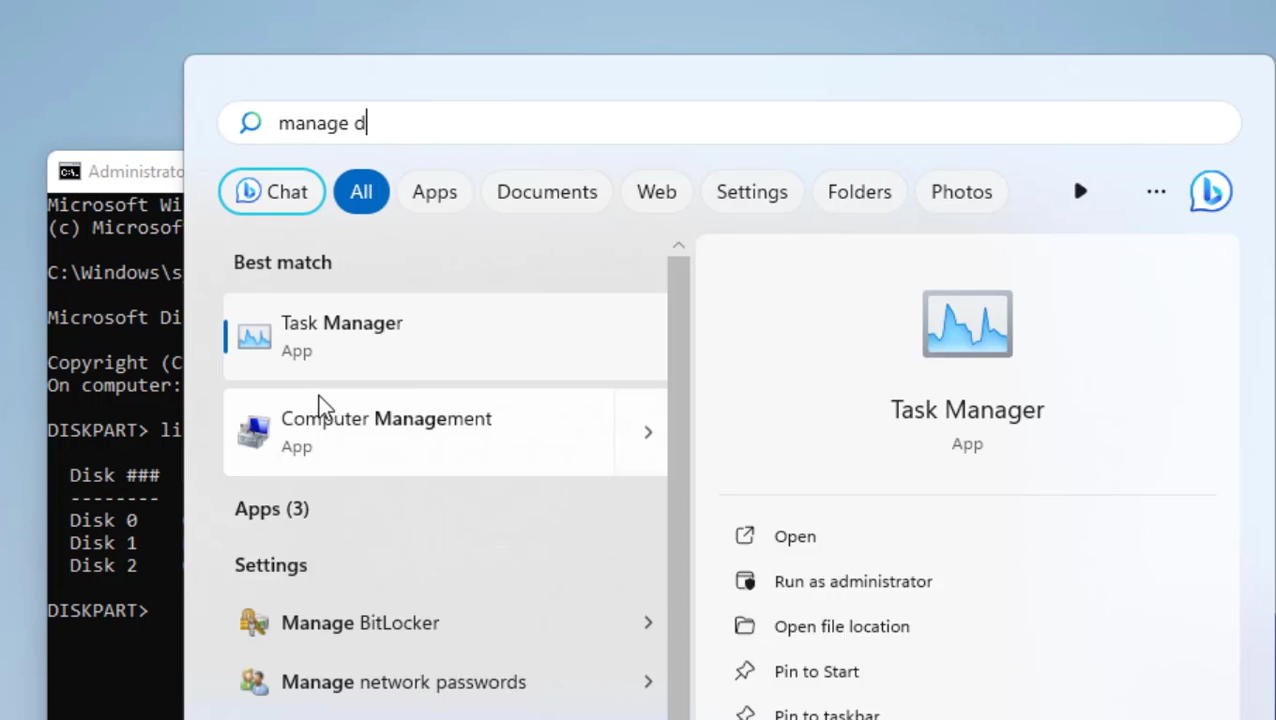 manage d
Chat
All
Apps
Documents
Web
Settings
Folders
Photos
Administrato
Microsoft Wi
(c) Microsof
C:\Windows\s
Microsoft Di
Copyright (C
On computer:
DISKPART> li
Disk ###
--------
Disk 0
Disk 1
Disk 2
DISKPART>
Best match
Task Manager
App
Computer Management
App
Apps (3)
Settings
Manage BitLocker
Manage network passwords
Task Manager
App
Open
Run as administrator
Open file location
Pin to Start
Pin to taskbar